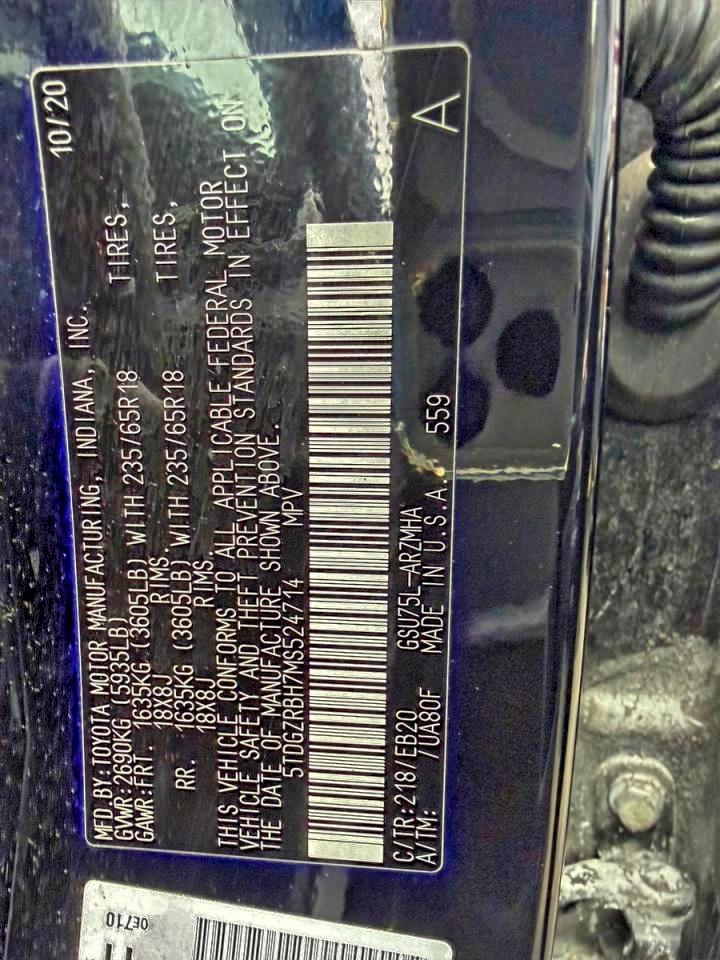 MFD.BY:TOYOTA MOTOR MANUFACTURING, INDIANA, INC. 10/20
GVWR:2690KG (5935LB)
GAWR:FRT. 1635KG (3605LB) WITH 235/65R18 TIRES,
18X8J RIMS.
RR. 1635KG (3605LB) WITH 235/65R18 TIRES,
18X8J RIMS.
THIS VEHICLE CONFORMS TO ALL APPLICABLE FEDERAL MOTOR
VEHICLE SAFETY AND THEFT PREVENTION STANDARDS IN EFFECT ON
THE DATE OF MANUFACTURE SHOWN ABOVE.
5TDGZRBH7MS524714 MPV
C/TR:218/EB20 GSU75L-ARZMHA
A/TM: /UA80F MADE IN U.S.A. 559 A
0E710